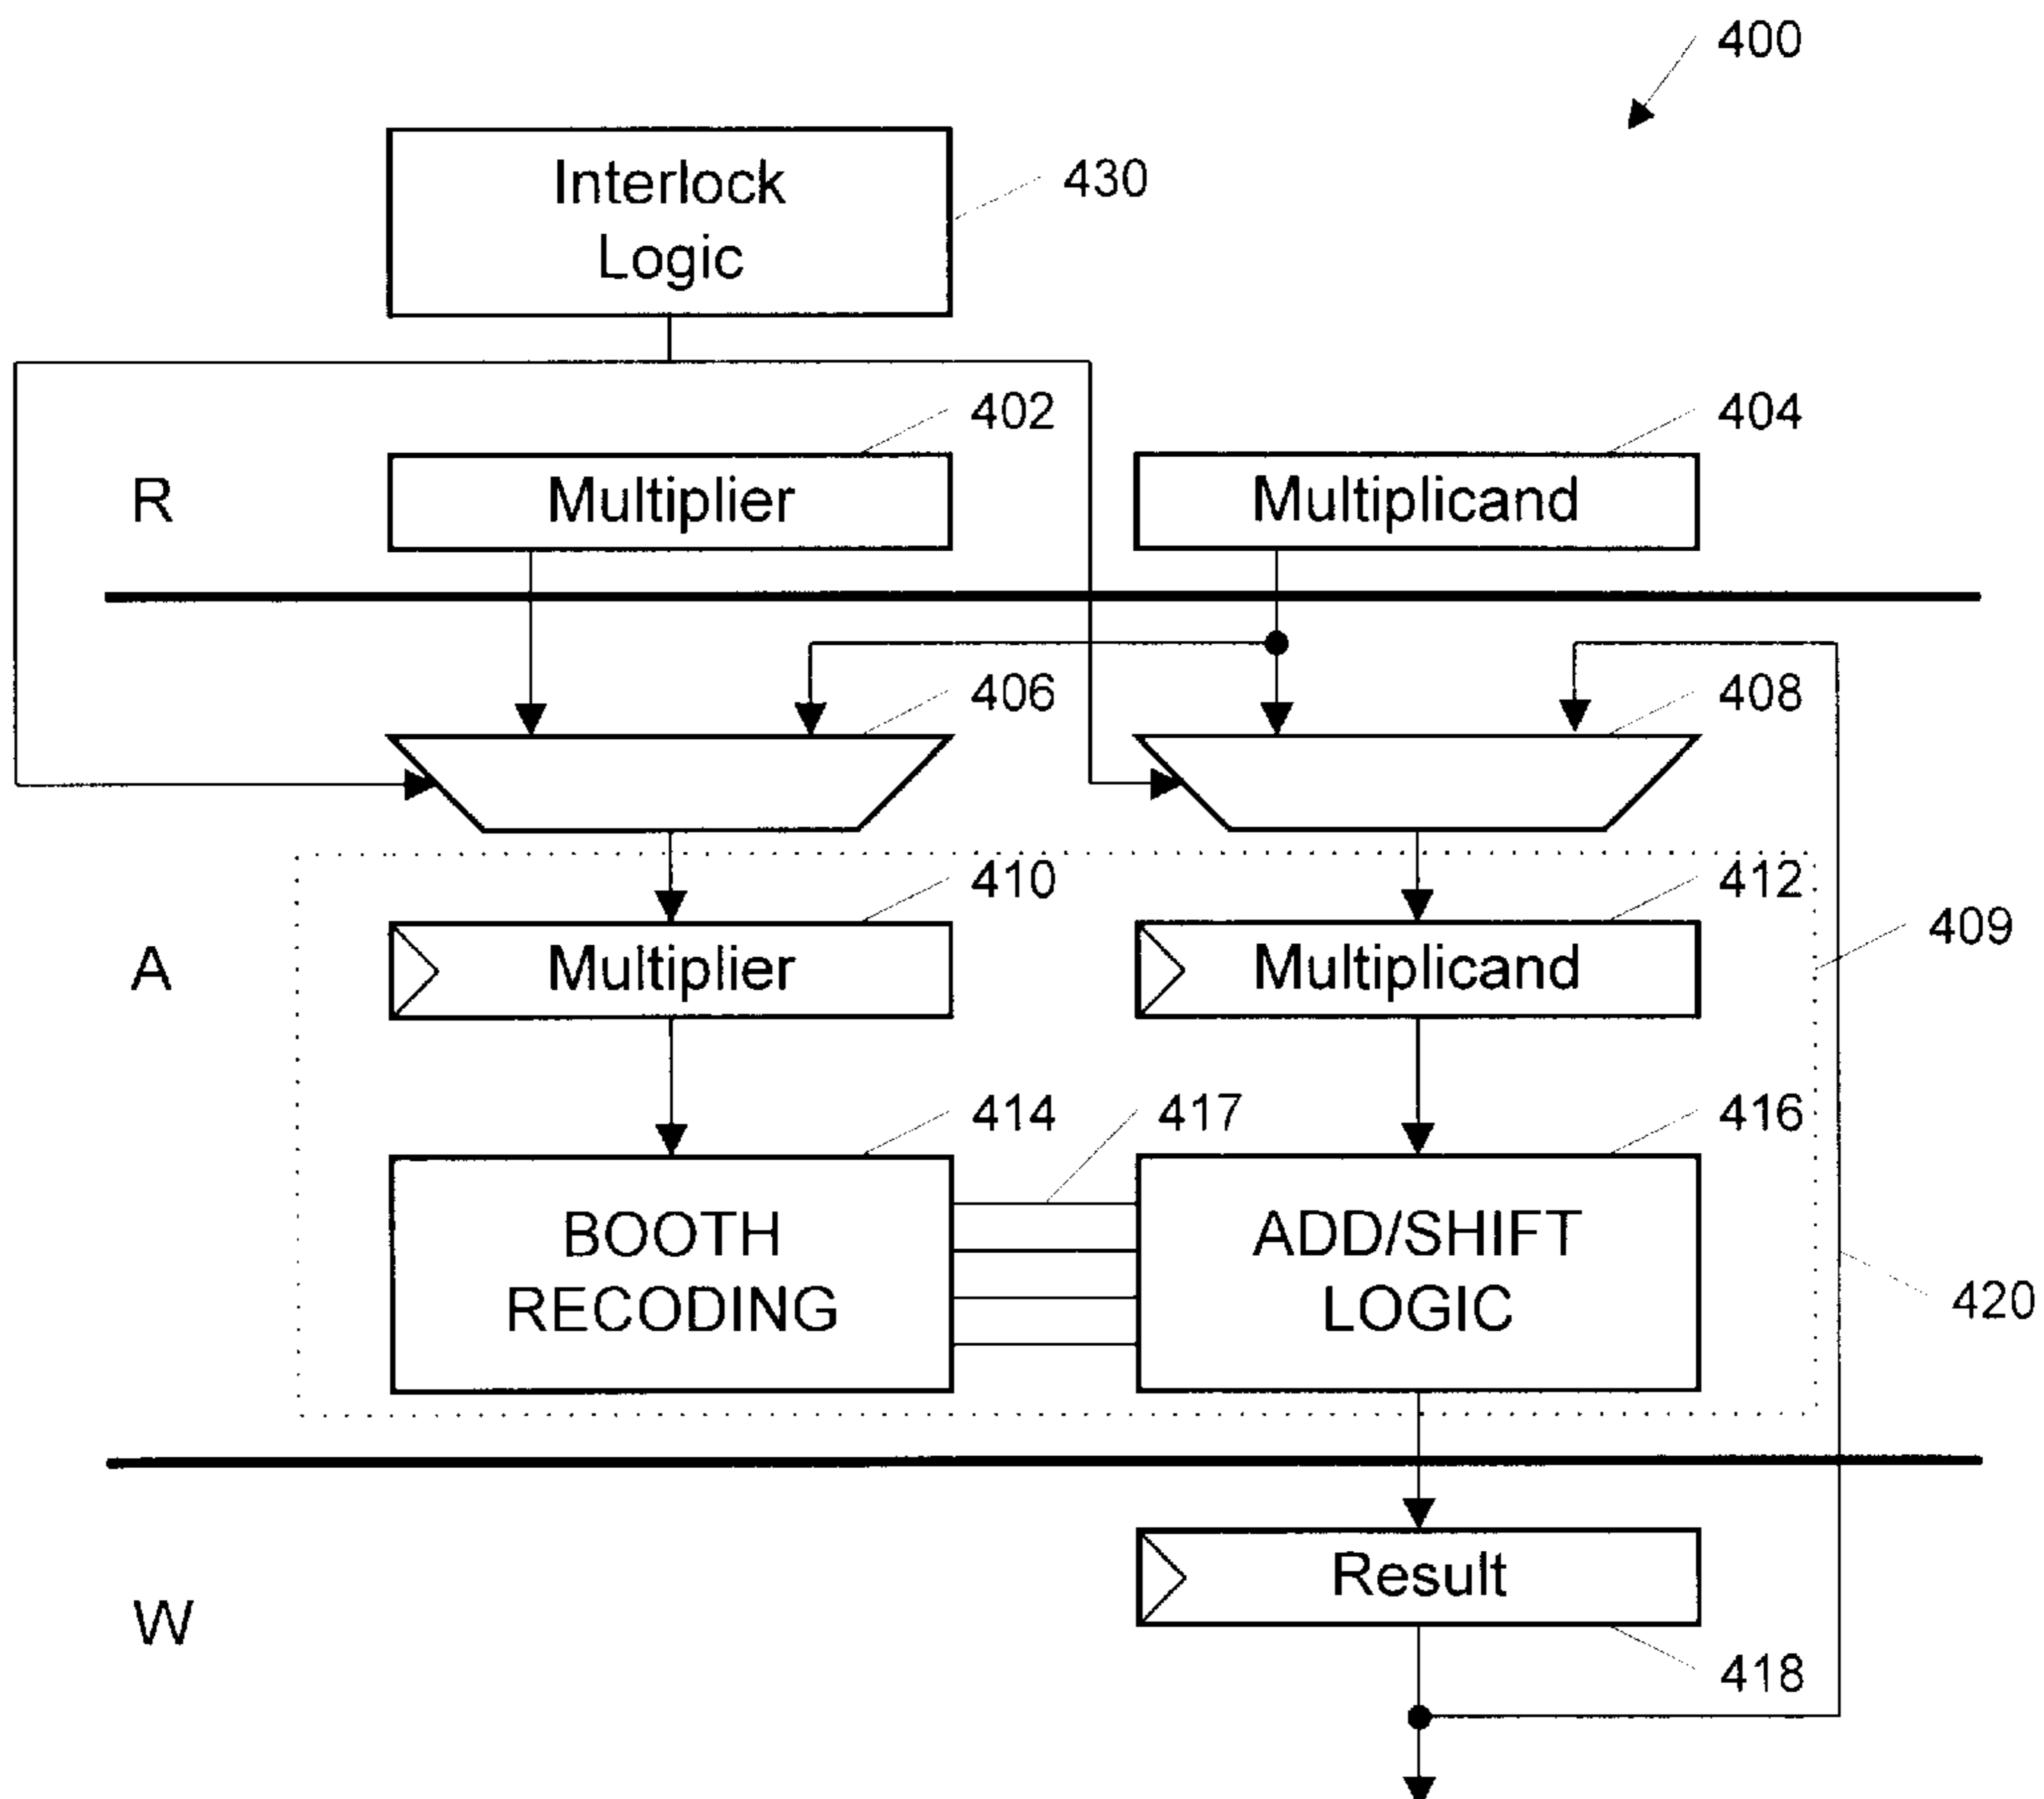 400
Interlock
Logic
430
402
404
R
Multiplier
Multiplicand
406
408
410
412
409
A
Multiplier
Multiplicand
414
417
416
BOOTH
RECODING
ADD/SHIFT
LOGIC
420
Result
W
418